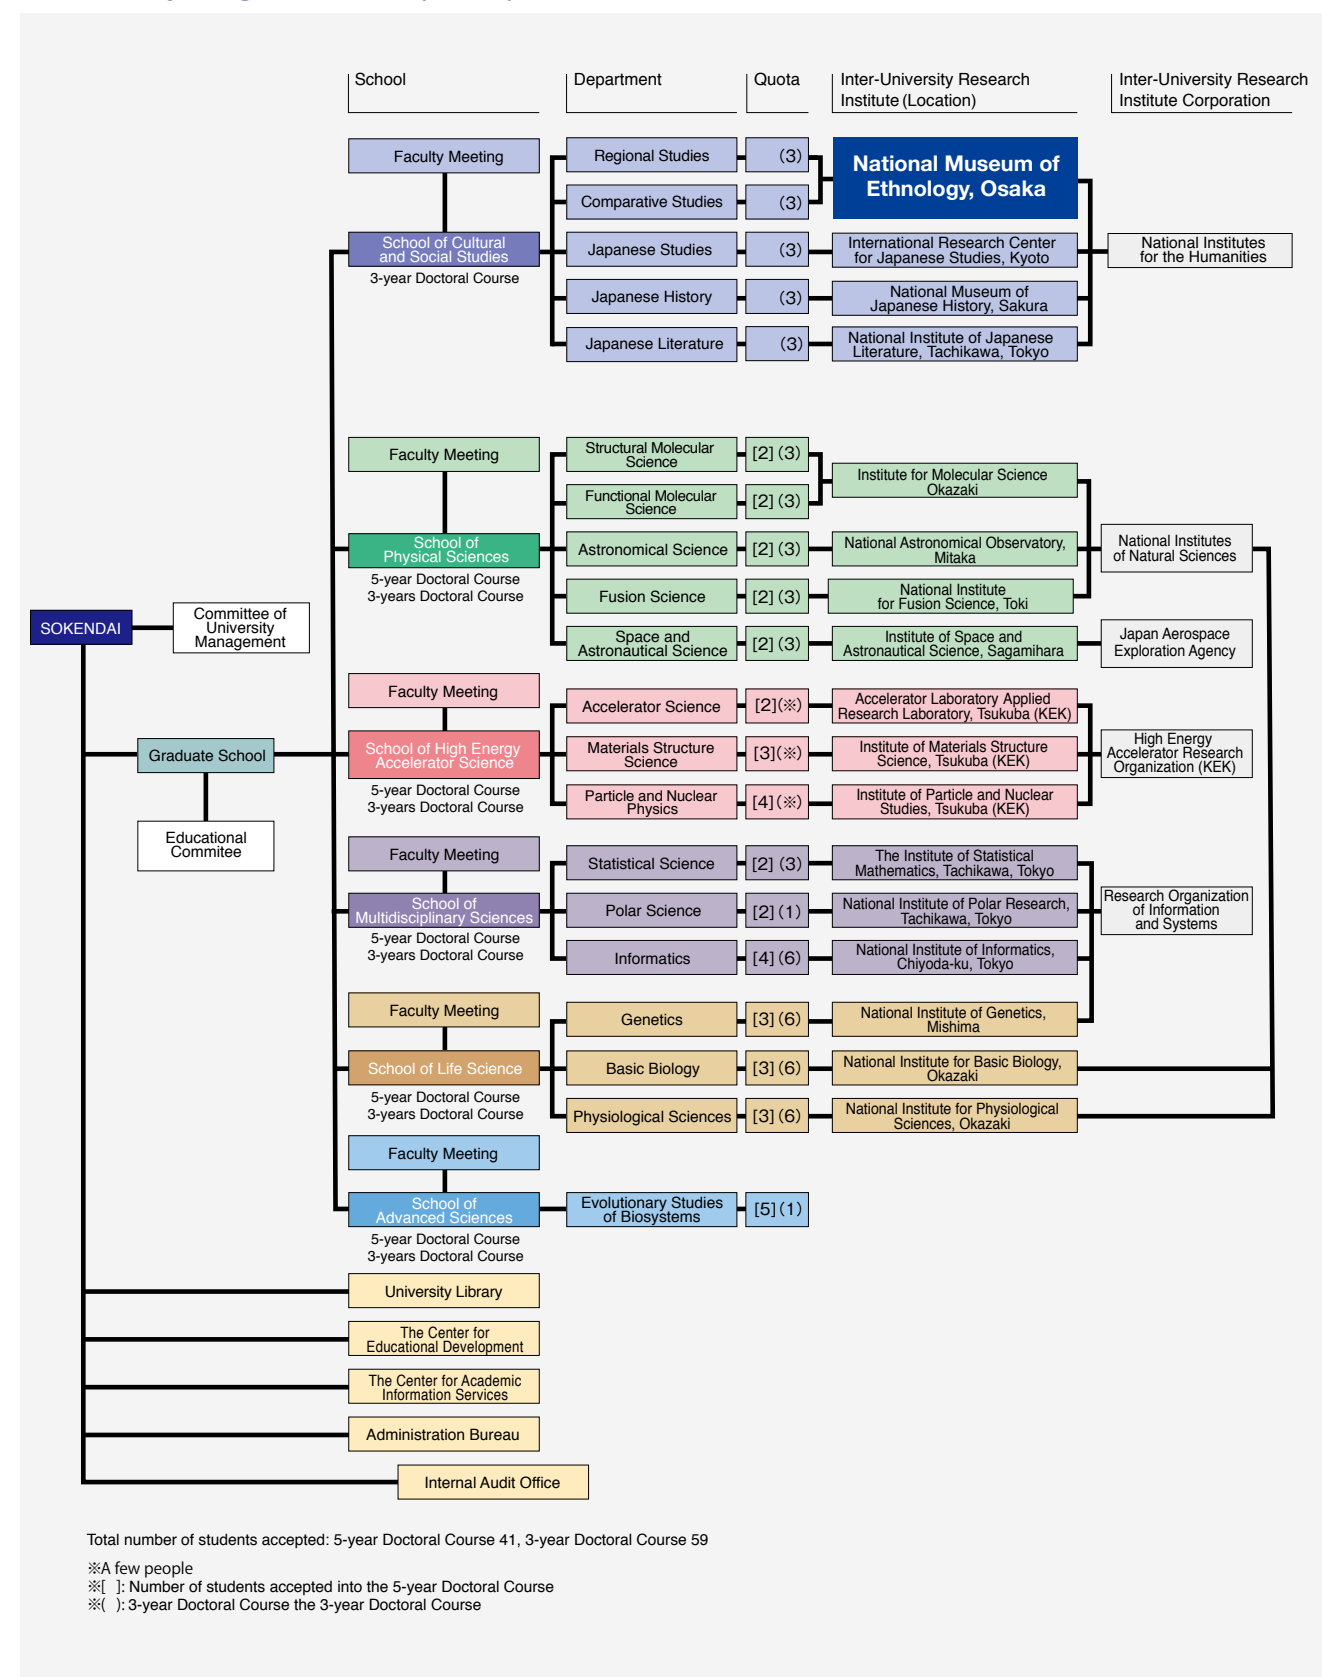 School
Department
Quota
Inter-University Research
Institute (Location)
Inter-University Research
Institute Corporation
Faculty Meeting
School of Cultural
and Social Studies
3-year Doctoral Course
Regional Studies
(3)
Comparative Studies
(3)
National Museum of
Ethnology, Osaka
Japanese Studies
(3)
International Research Center
for Japanese Studies, Kyoto
Japanese History
(3)
National Museum of
Japanese History, Sakura
Japanese Literature
(3)
National Institute of Japanese
Literature, Tachikawa, Tokyo
National Institutes
for the Humanities
Faculty Meeting
School of
Physical Sciences
5-year Doctoral Course
3-years Doctoral Course
Structural Molecular
Science
[2] (3)
Functional Molecular
Science
[2] (3)
Institute for Molecular Science
Okazaki
Astronomical Science
[2] (3)
National Astronomical Observatory,
Mitaka
Fusion Science
[2] (3)
National Institute
for Fusion Science, Toki
National Institutes
of Natural Sciences
Space and
Astronautical Science
[2] (3)
Institute of Space and
Astronautical Science, Sagamihara
Japan Aerospace
Exploration Agency
SOKENDAI
Committee of
University
Management
Graduate School
Educational
Commitee
Faculty Meeting
School of High Energy
Accelerator Science
5-year Doctoral Course
3-years Doctoral Course
Accelerator Science
[2](※)
Accelerator Laboratory Applied
Research Laboratory, Tsukuba (KEK)
Materials Structure
Science
[3](※)
Institute of Materials Structure
Science, Tsukuba (KEK)
Particle and Nuclear
Physics
[4](※)
Institute of Particle and Nuclear
Studies, Tsukuba (KEK)
High Energy
Accelerator Research
Organization (KEK)
Faculty Meeting
School of
Multidisciplinary Sciences
5-year Doctoral Course
3-years Doctoral Course
Statistical Science
[2] (3)
The Institute of Statistical
Mathematics, Tachikawa, Tokyo
Polar Science
[2] (1)
National Institute of Polar Research,
Tachikawa, Tokyo
Informatics
[4] (6)
National Institute of Informatics,
Chiyoda-ku, Tokyo
Research Organization
of Information
and Systems
Faculty Meeting
School of Life Science
5-year Doctoral Course
3-years Doctoral Course
Genetics
[3] (6)
National Institute of Genetics,
Mishima
Basic Biology
[3] (6)
National Institute for Basic Biology,
Okazaki
Physiological Sciences
[3] (6)
National Institute for Physiological
Sciences, Okazaki
Faculty Meeting
School of
Advanced Sciences
5-year Doctoral Course
3-years Doctoral Course
Evolutionary Studies
of Biosystems
[5] (1)
University Library
The Center for
Educational Development
The Center for Academic
Information Services
Administration Bureau
Internal Audit Office
Total number of students accepted: 5-year Doctoral Course 41, 3-year Doctoral Course 59
※A few people
※[ ]: Number of students accepted into the 5-year Doctoral Course
※( ): 3-year Doctoral Course the 3-year Doctoral Course